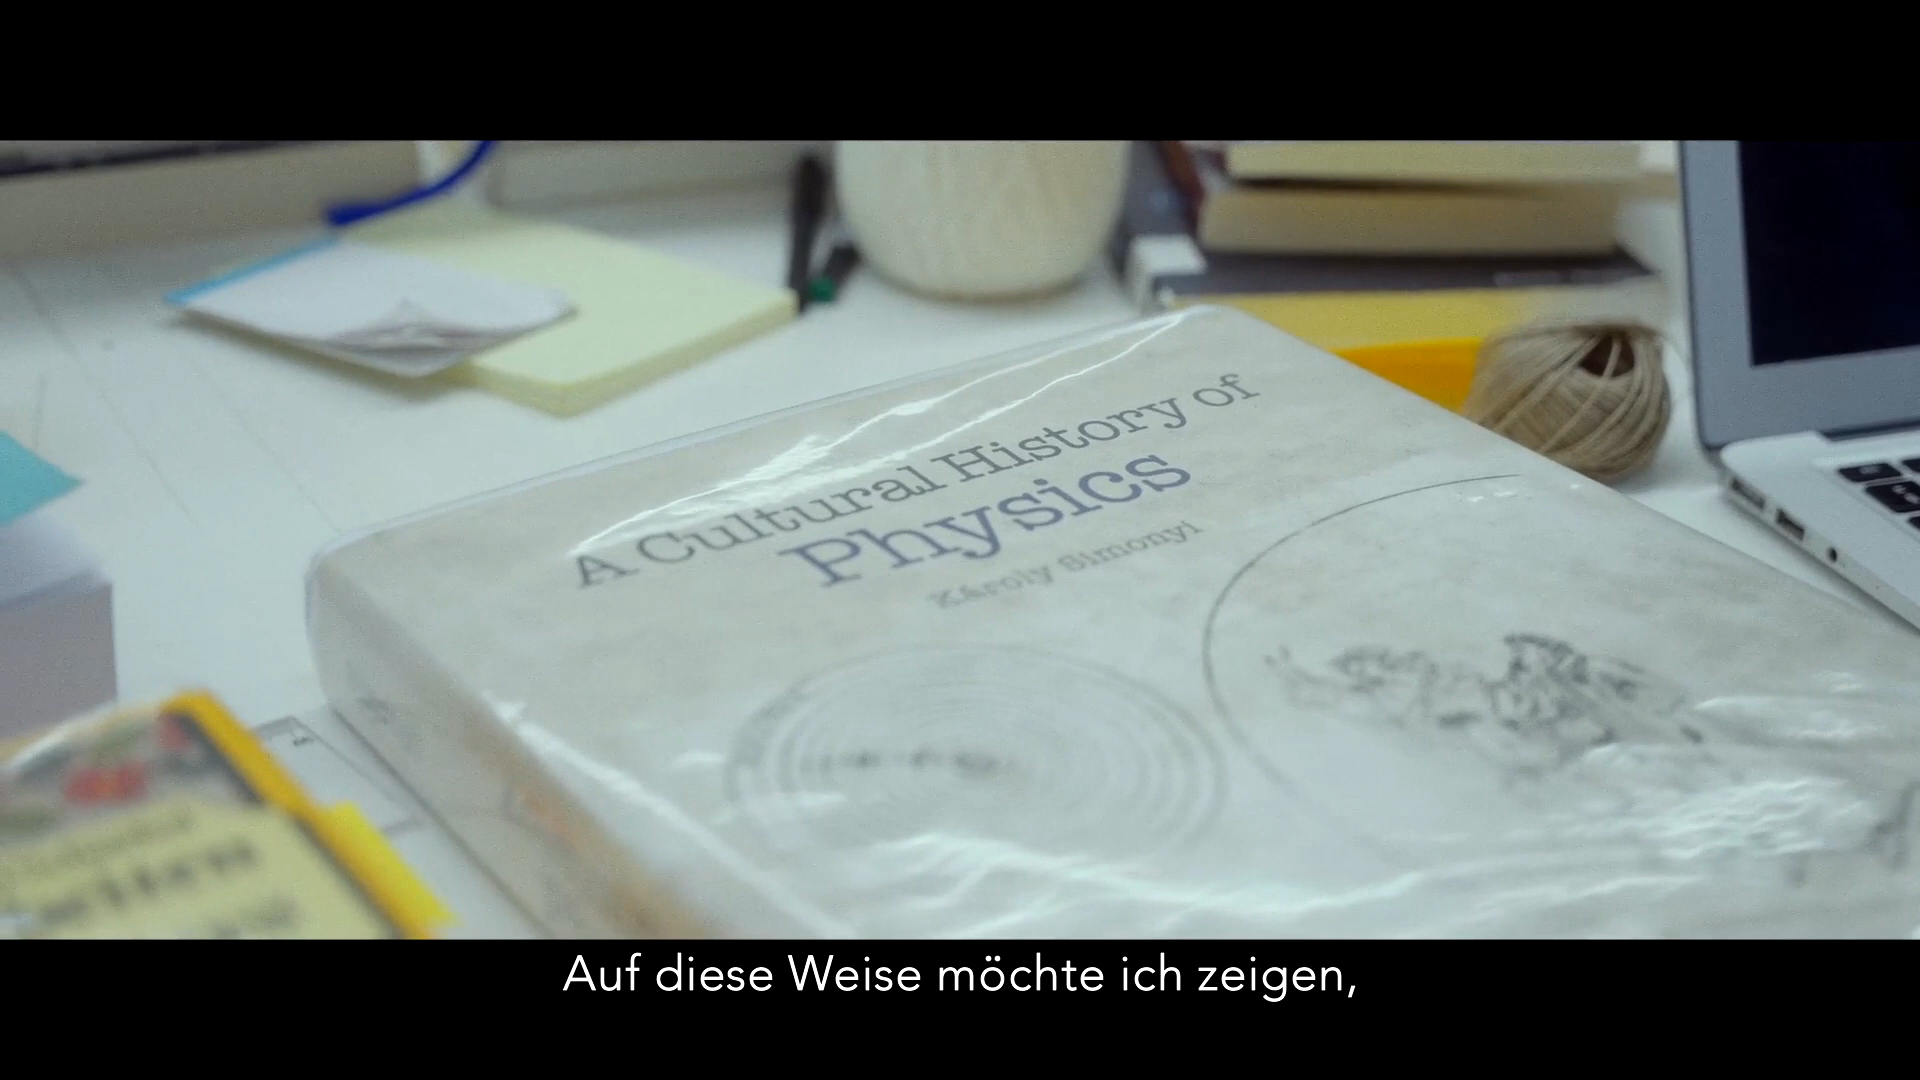 A Cultural History of
Physics
Károly Simonyi
Auf diese Weise möchte ich zeigen,